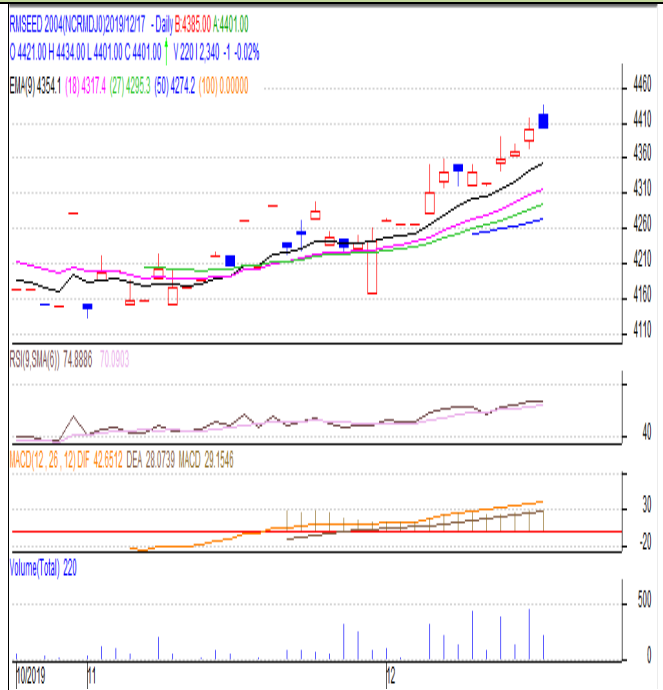 RMSEED 2004(NCRMDJ0)2019/12/17 - Daily B:4385.00 A:4401.00
O 4421.00 H 4434.00 L 4401.00 C 4401.00 V 220 I 2,340 -1 -0.02%
EMA(9) 4354.1 (18) 4317.4 (27) 4295.3 (50) 4274.2 (100) 0.00000
4460
4410
4360
4310
4260
4210
4160
4110
RSI(9,SMA(6)) 74.8886 70.0903
40
MACD(12 , 26 , 12) DIF 42.6512 DEA 28.0739 MACD 29.1546
30
-20
Volume(Total) 220
500
0
10/2019 11 12